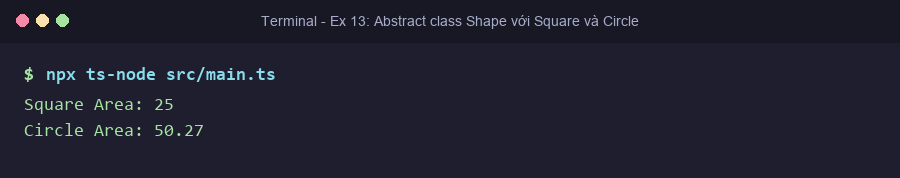 Terminal - Ex 13: Abstract class Shape với Square và Circle
$ npx ts-node src/main.ts
Square Area: 25
Circle Area: 50.27